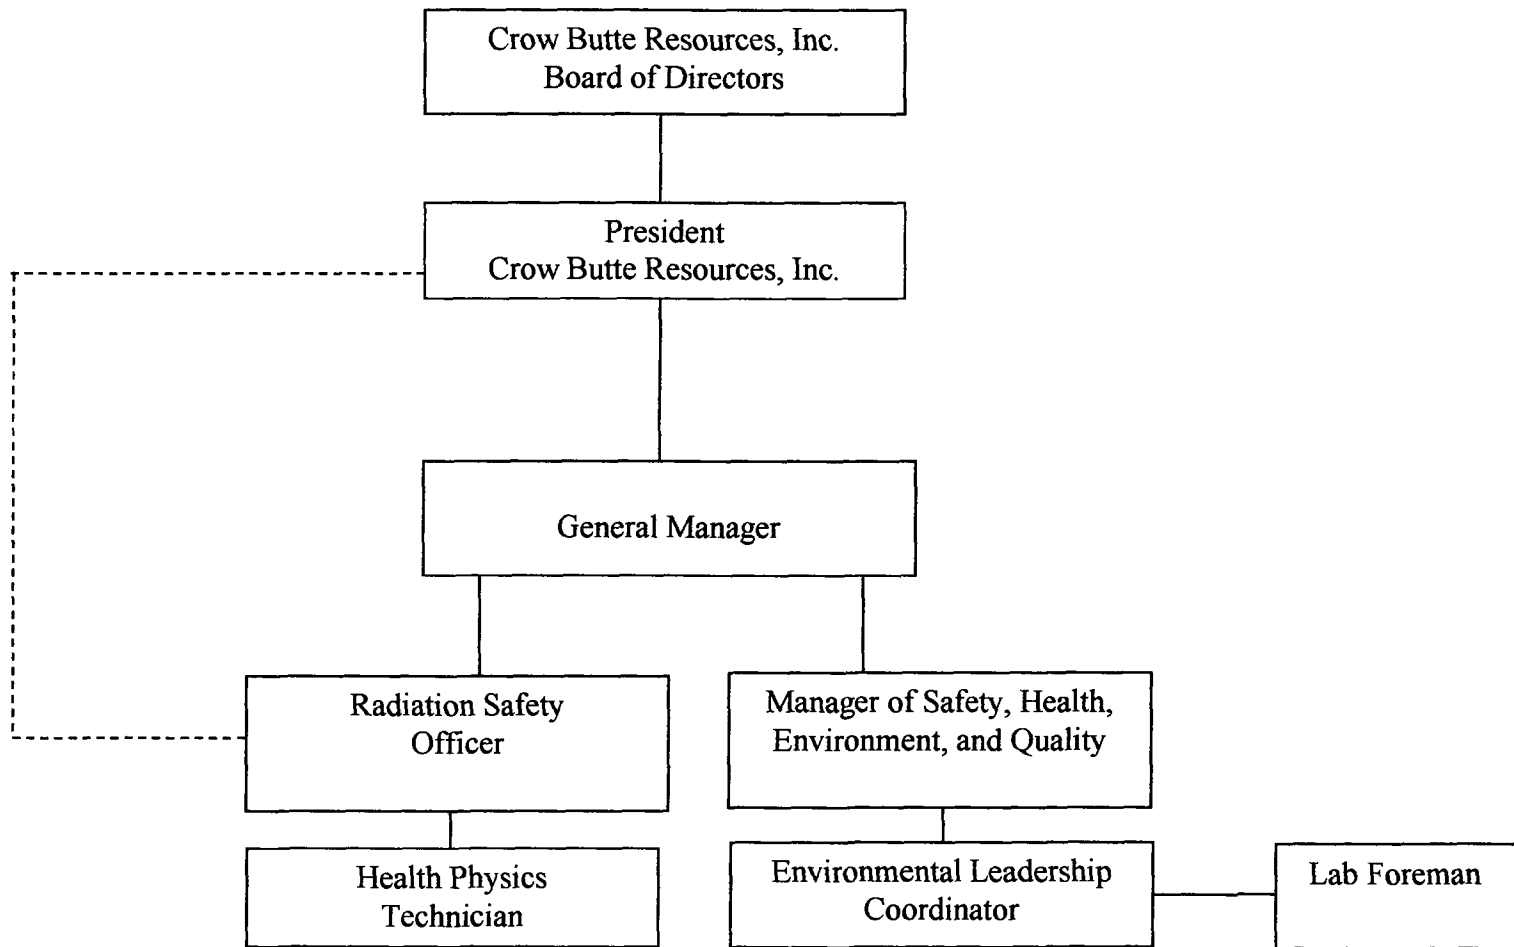 Crow Butte Resources, Inc.
Board of Directors
President
Crow Butte Resources, Inc.
General Manager
Radiation Safety
Officer
Manager of Safety, Health,
Environment, and Quality
Health Physics
Technician
Environmental Leadership
Coordinator
Lab Foreman